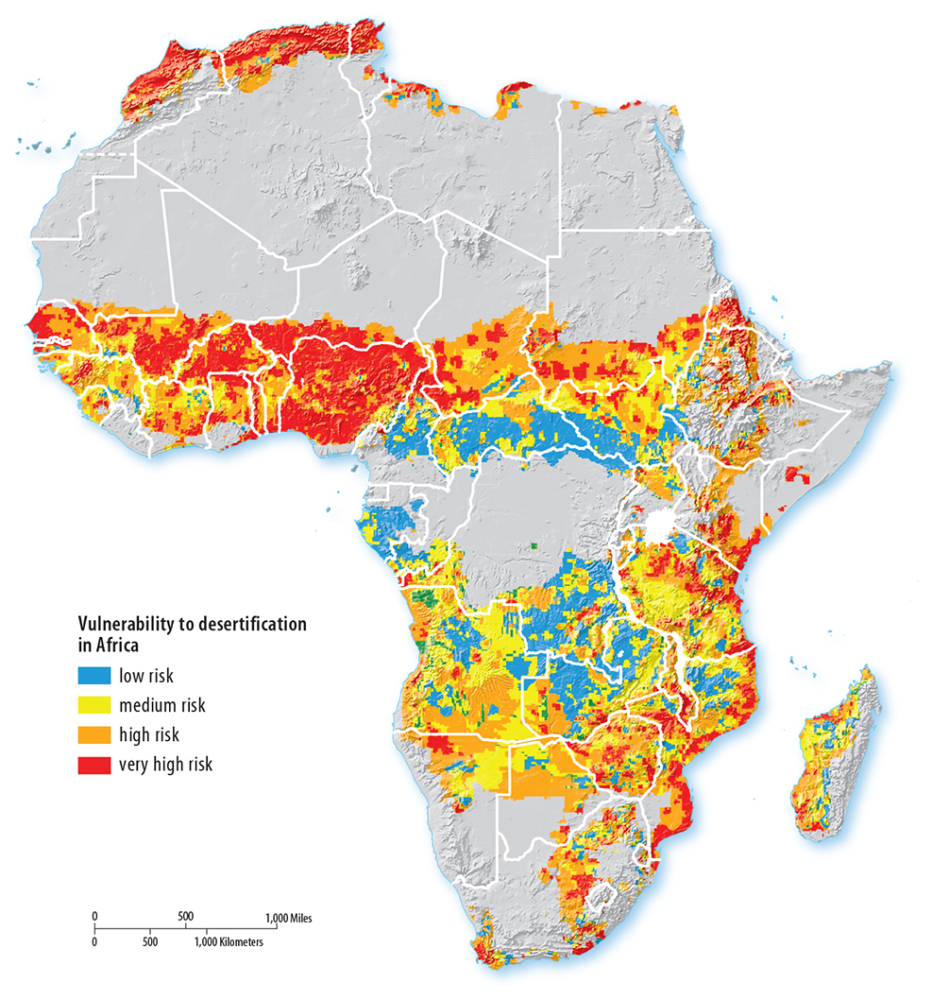 Vulnerability to desertification
in Africa
low risk
medium risk
high risk
very high risk
0 500 1,000 Miles
0 500 1,000 Kilometers